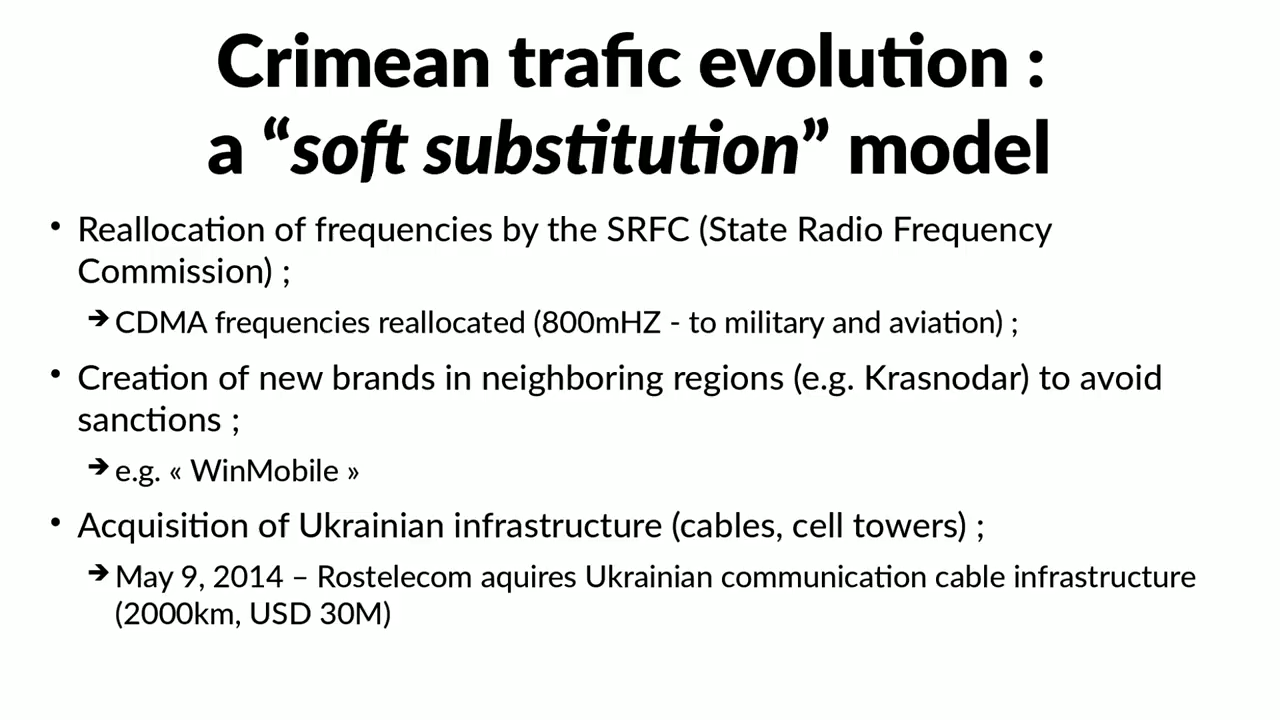 Crimean trafic evolution :
a “soft substitution” model
• Reallocation of frequencies by the SRFC (State Radio Frequency
Commission) ;
➔ CDMA frequencies reallocated (800mHZ - to military and aviation) ;
• Creation of new brands in neighboring regions (e.g. Krasnodar) to avoid
sanctions ;
➔ e.g. « WinMobile »
• Acquisition of Ukrainian infrastructure (cables, cell towers) ;
➔ May 9, 2014 – Rostelecom aquires Ukrainian communication cable infrastructure
(2000km, USD 30M)